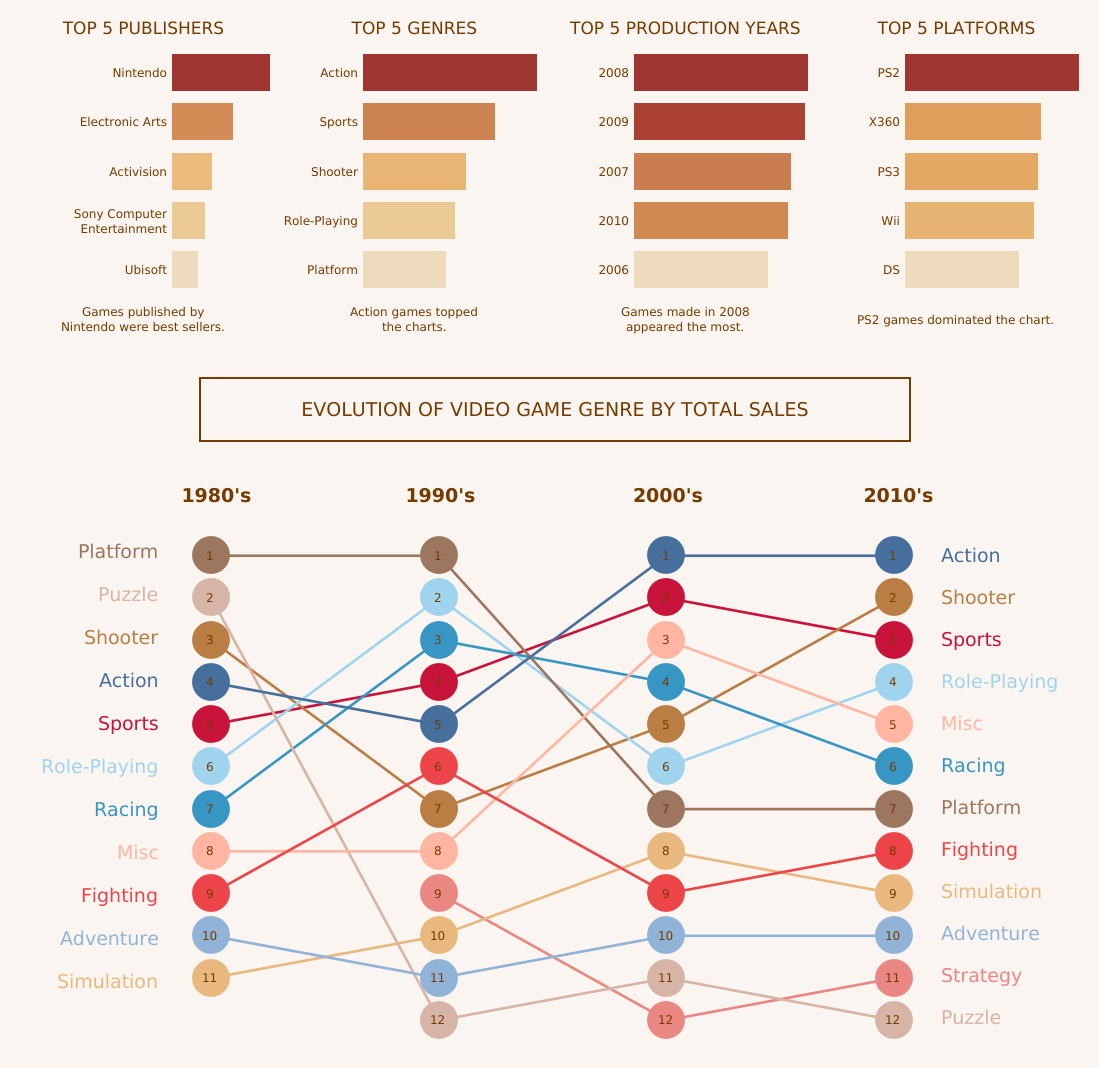 TOP 5 PUBLISHERS
Nintendo
Electronic Arts
Activision
Sony Computer
Entertainment
Ubisoft
Games published by
Nintendo were best sellers.
TOP 5 GENRES
Action
Sports
Shooter
Role-Playing
Platform
Action games topped
the charts.
TOP 5 PRODUCTION YEARS
2008
2009
2007
2010
2006
Games made in 2008
appeared the most.
TOP 5 PLATFORMS
PS2
X360
PS3
Wii
DS
PS2 games dominated the chart.
EVOLUTION OF VIDEO GAME GENRE BY TOTAL SALES
1980's 1990's 2000's 2010's
Platform 1 1 1 1 Action
Puzzle 2 2 2 2 Shooter
Shooter 3 3 3 3 Sports
Action 4 4 4 4 Role-Playing
Sports 5 5 5 5 Misc
Role-Playing 6 6 6 6 Racing
Racing 7 7 7 7 Platform
Misc 8 8 8 8 Fighting
Fighting 9 9 9 9 Simulation
Adventure 10 10 10 10 Adventure
Simulation 11 11 11 11 Strategy
12 12 12 Puzzle